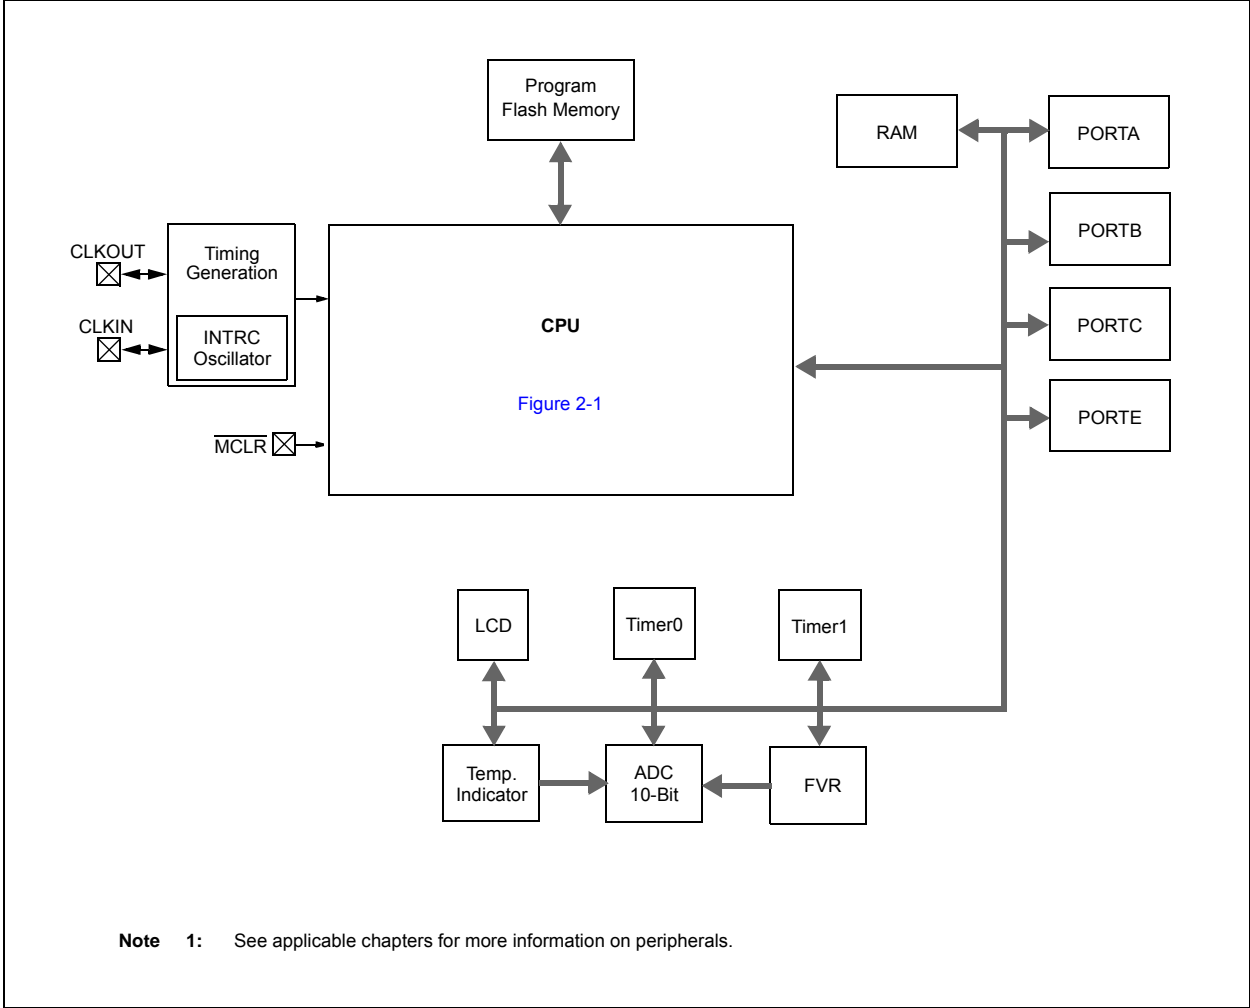 Program
Flash Memory
RAM
PORTA
PORTB
PORTC
PORTE
CLKOUT
Timing
Generation
CLKIN
INTRC
Oscillator
MCLR
CPU
Figure 2-1
LCD
Timer0
Timer1
Temp.
Indicator
ADC
10-Bit
FVR
Note 1: See applicable chapters for more information on peripherals.